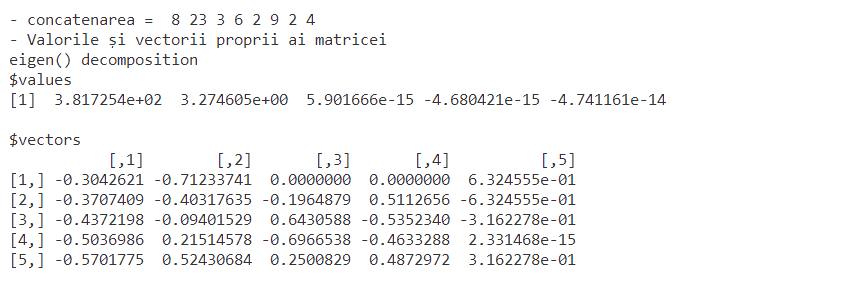 - concatenarea =  8 23 3 6 2 9 2 4
- Valorile și vectorii proprii ai matricei
eigen() decomposition
$values
[1]  3.817254e+02  3.274605e+00  5.901666e-15 -4.680421e-15 -4.741161e-14
$vectors
           [,1]        [,2]       [,3]       [,4]          [,5]
[1,] -0.3042621 -0.71233741  0.0000000  0.0000000  6.324555e-01
[2,] -0.3707409 -0.40317635 -0.1964879  0.5112656 -6.324555e-01
[3,] -0.4372198 -0.09401529  0.6430588 -0.5352340 -3.162278e-01
[4,] -0.5036986  0.21514578 -0.6966538 -0.4633288  2.331468e-15
[5,] -0.5701775  0.52430684  0.2500829  0.4872972  3.162278e-01